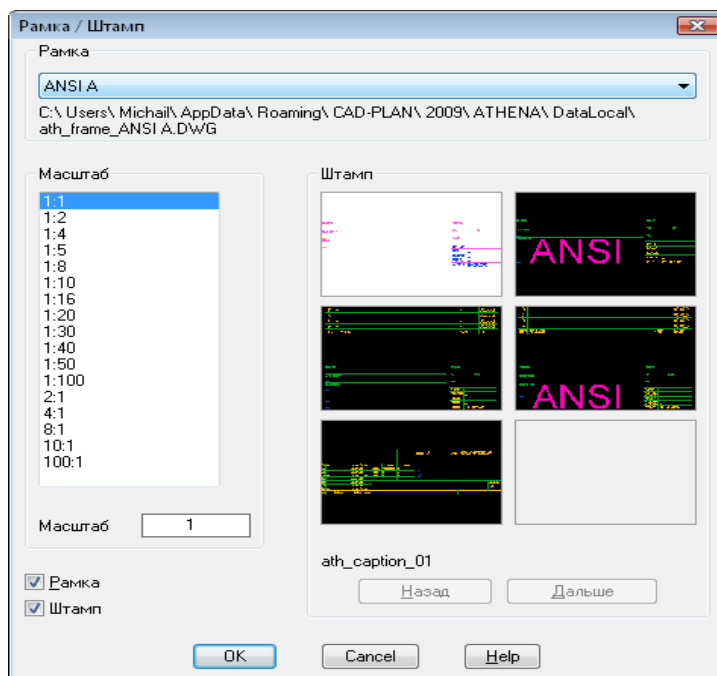 Рамка / Штамп
Рамка
ANSI A
C:\ Users\ Michail\ AppData\ Roaming\ CAD-PLAN\ 2009\ ATHENA\ DataLocal\
ath_frame_ANSI A.DWG
Масштаб
1:1
1:2
1:4
1:5
1:8
1:10
1:16
1:20
1:30
1:40
1:50
1:100
2:1
4:1
8:1
10:1
100:1
Масштаб 1
Штамп
ANSI
ANSI
ath_caption_01
Назад Дальше
Рамка
Штамп
OK Cancel Help